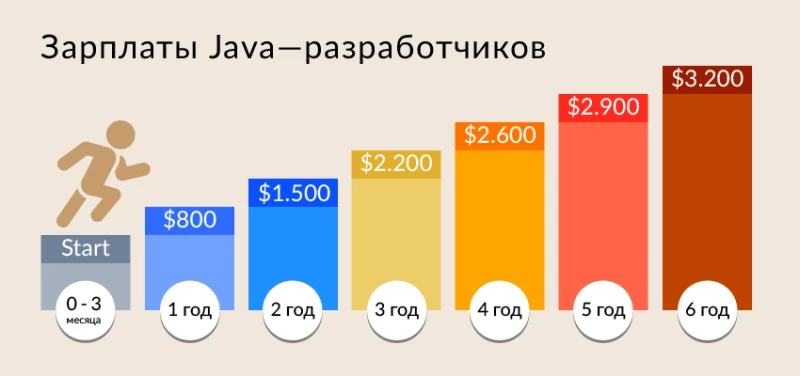 Зарплаты Java—разработчиков
Start
$800
$1.500
$2.200
$2.600
$2.900
$3.200
0 - 3
месяца
1 год
2 год
3 год
4 год
5 год
6 год